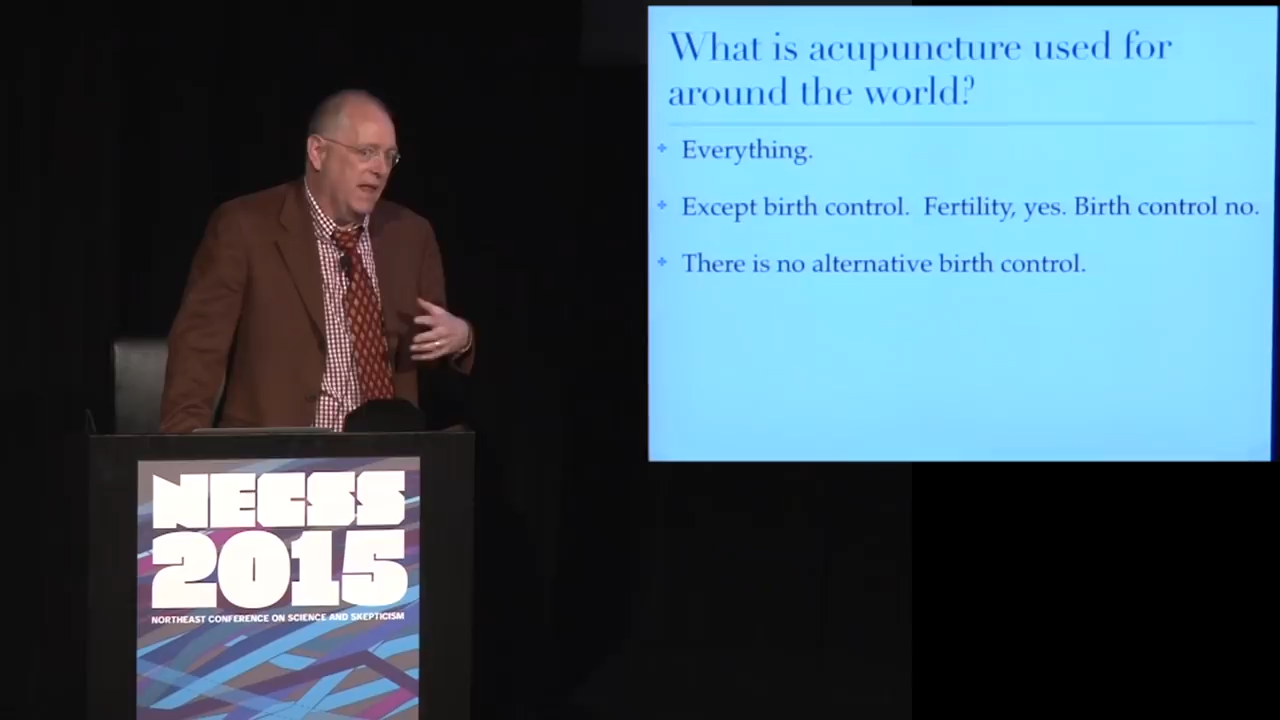 What is acupuncture used for
around the world?
Everything.
Except birth control. Fertility, yes. Birth control no.
There is no alternative birth control.
NECSS
2015
NORTHEAST CONFERENCE ON SCIENCE AND SKEPTICISM